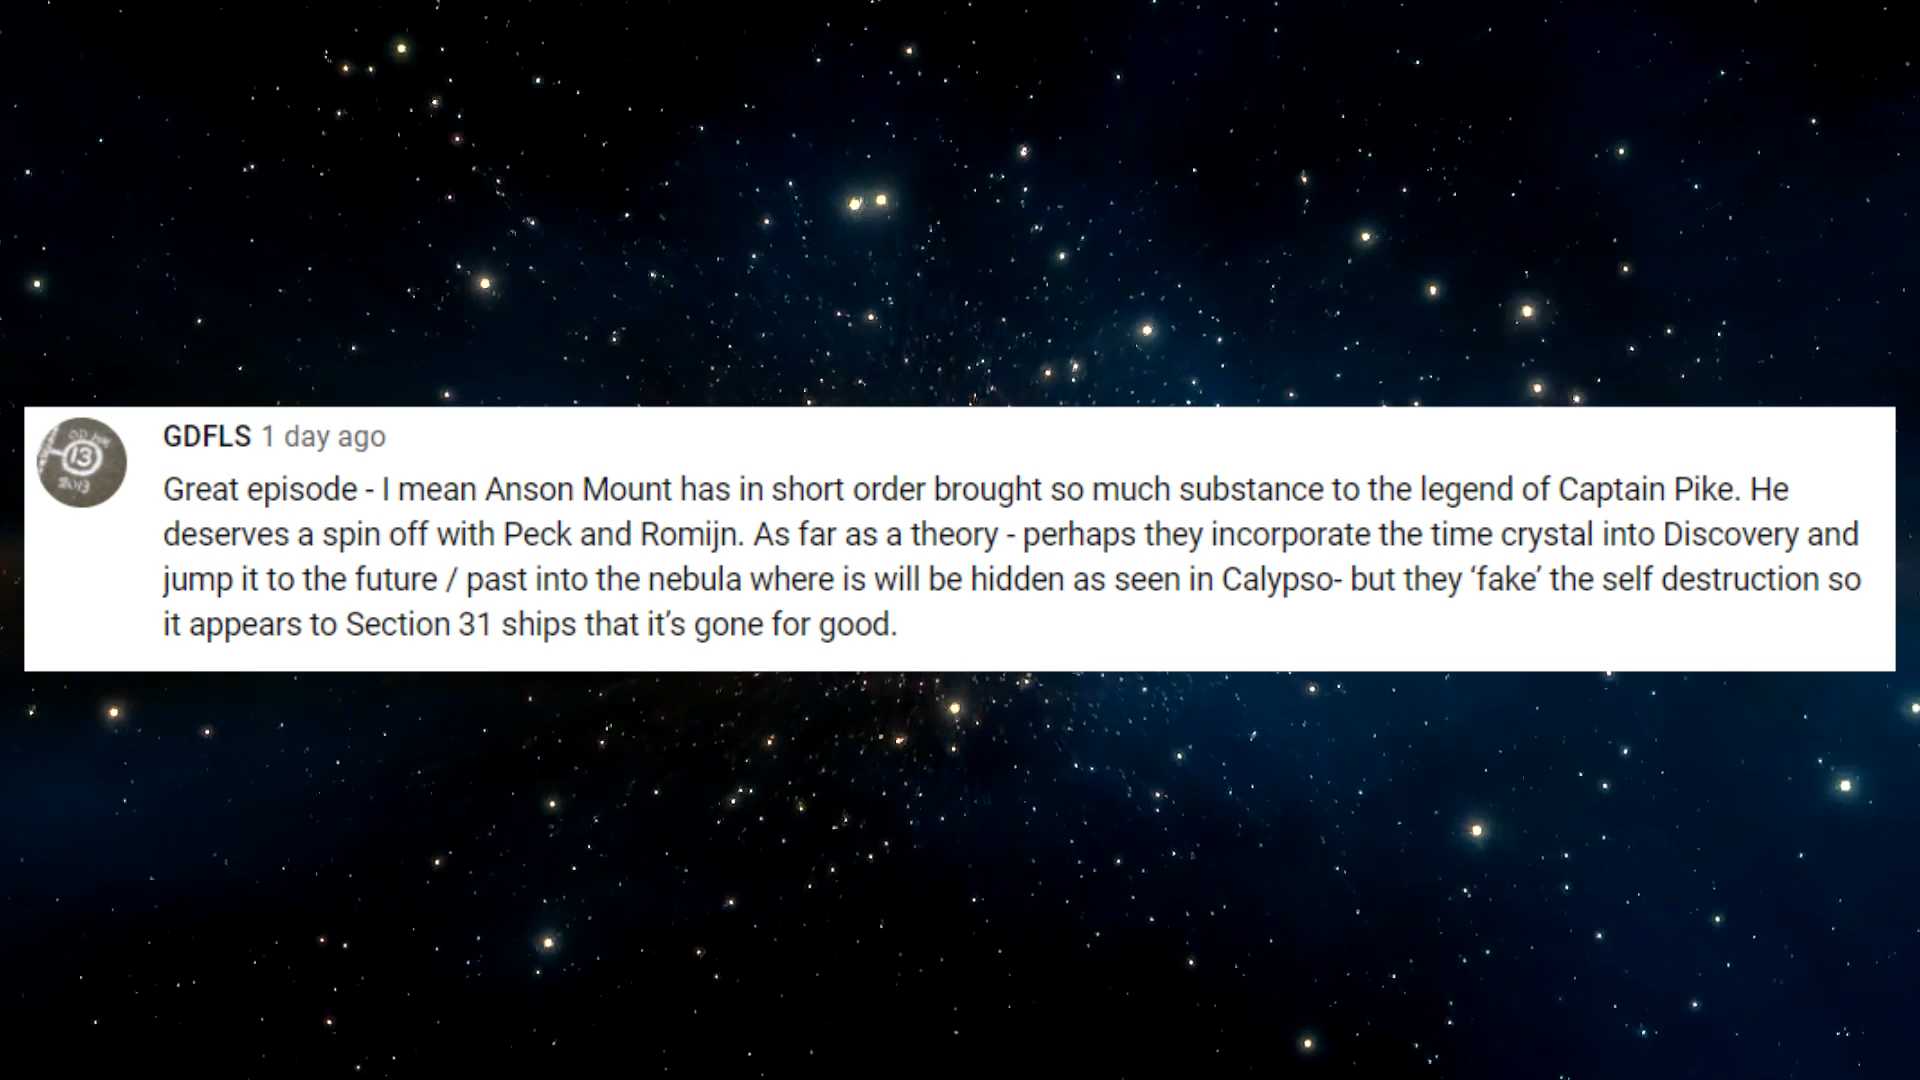 GDFLS 1 day ago
Great episode - I mean Anson Mount has in short order brought so much substance to the legend of Captain Pike. He
deserves a spin off with Peck and Romijn. As far as a theory - perhaps they incorporate the time crystal into Discovery and
jump it to the future / past into the nebula where is will be hidden as seen in Calypso- but they ‘fake’ the self destruction so
it appears to Section 31 ships that it’s gone for good.
13
2013